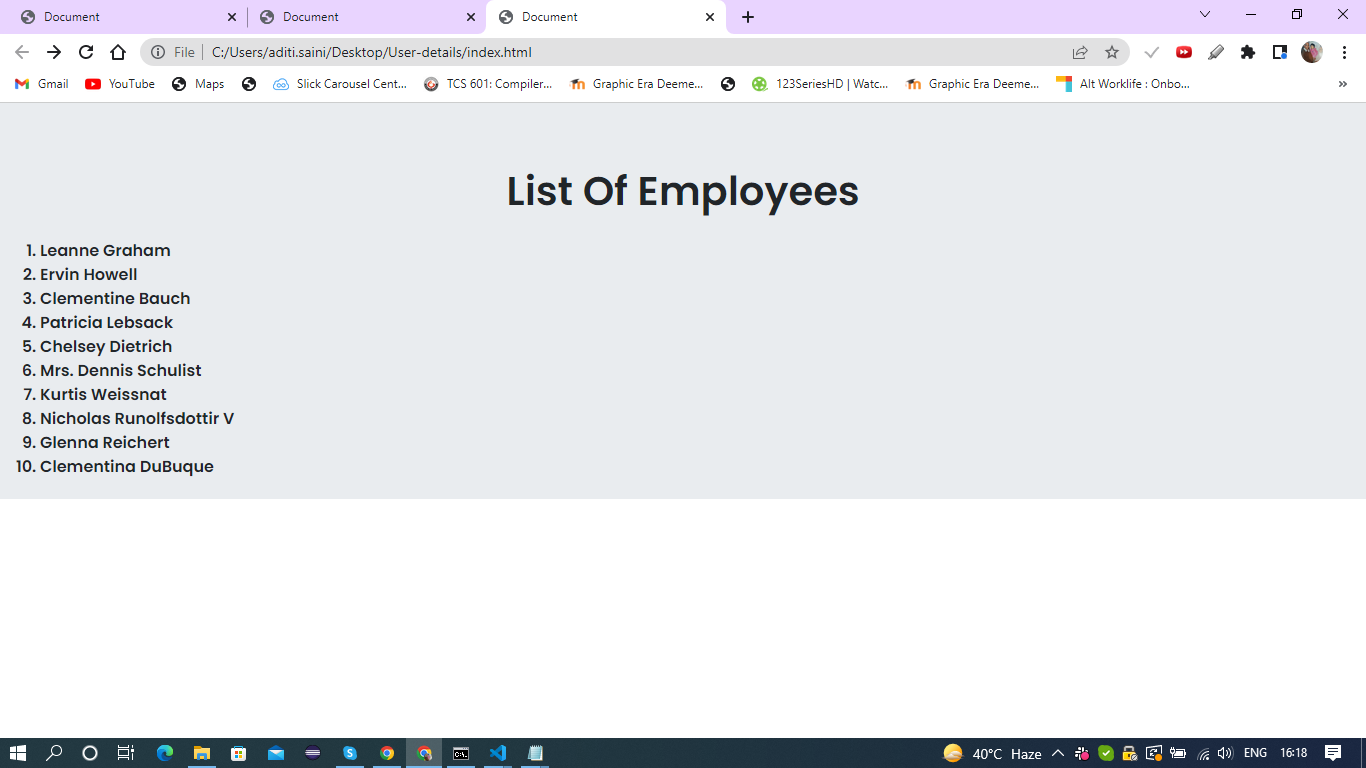 Document
Document
Document
File
C:/Users/aditi.saini/Desktop/User-details/index.html
Gmail
YouTube
Maps
Slick Carousel Cent...
TCS 601: Compiler...
Graphic Era Deeme...
123SeriesHD | Watc...
Graphic Era Deeme...
Alt Worklife : Onbo...
List Of Employees
1. Leanne Graham
2. Ervin Howell
3. Clementine Bauch
4. Patricia Lebsack
5. Chelsey Dietrich
6. Mrs. Dennis Schulist
7. Kurtis Weissnat
8. Nicholas Runolfsdottir V
9. Glenna Reichert
10. Clementina DuBuque
40°C Haze
ENG
16:18